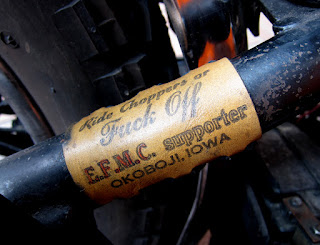 Ride Choppers or
Fuck Off
E.F.M.C. supporter
OKOBOJI, IOWA